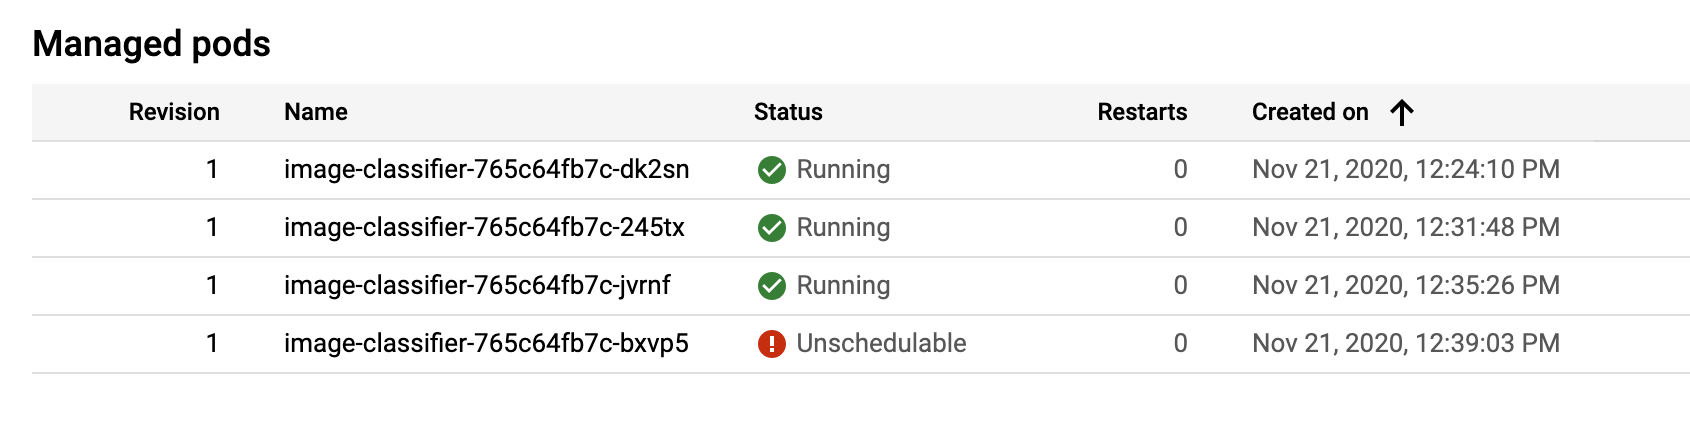 Managed pods
Revision Name Status Restarts Created on
1 image-classifier-765c64fb7c-dk2sn Running 0 Nov 21, 2020, 12:24:10 PM
1 image-classifier-765c64fb7c-245tx Running 0 Nov 21, 2020, 12:31:48 PM
1 image-classifier-765c64fb7c-jvrnf Running 0 Nov 21, 2020, 12:35:26 PM
1 image-classifier-765c64fb7c-bxvp5 Unschedulable 0 Nov 21, 2020, 12:39:03 PM